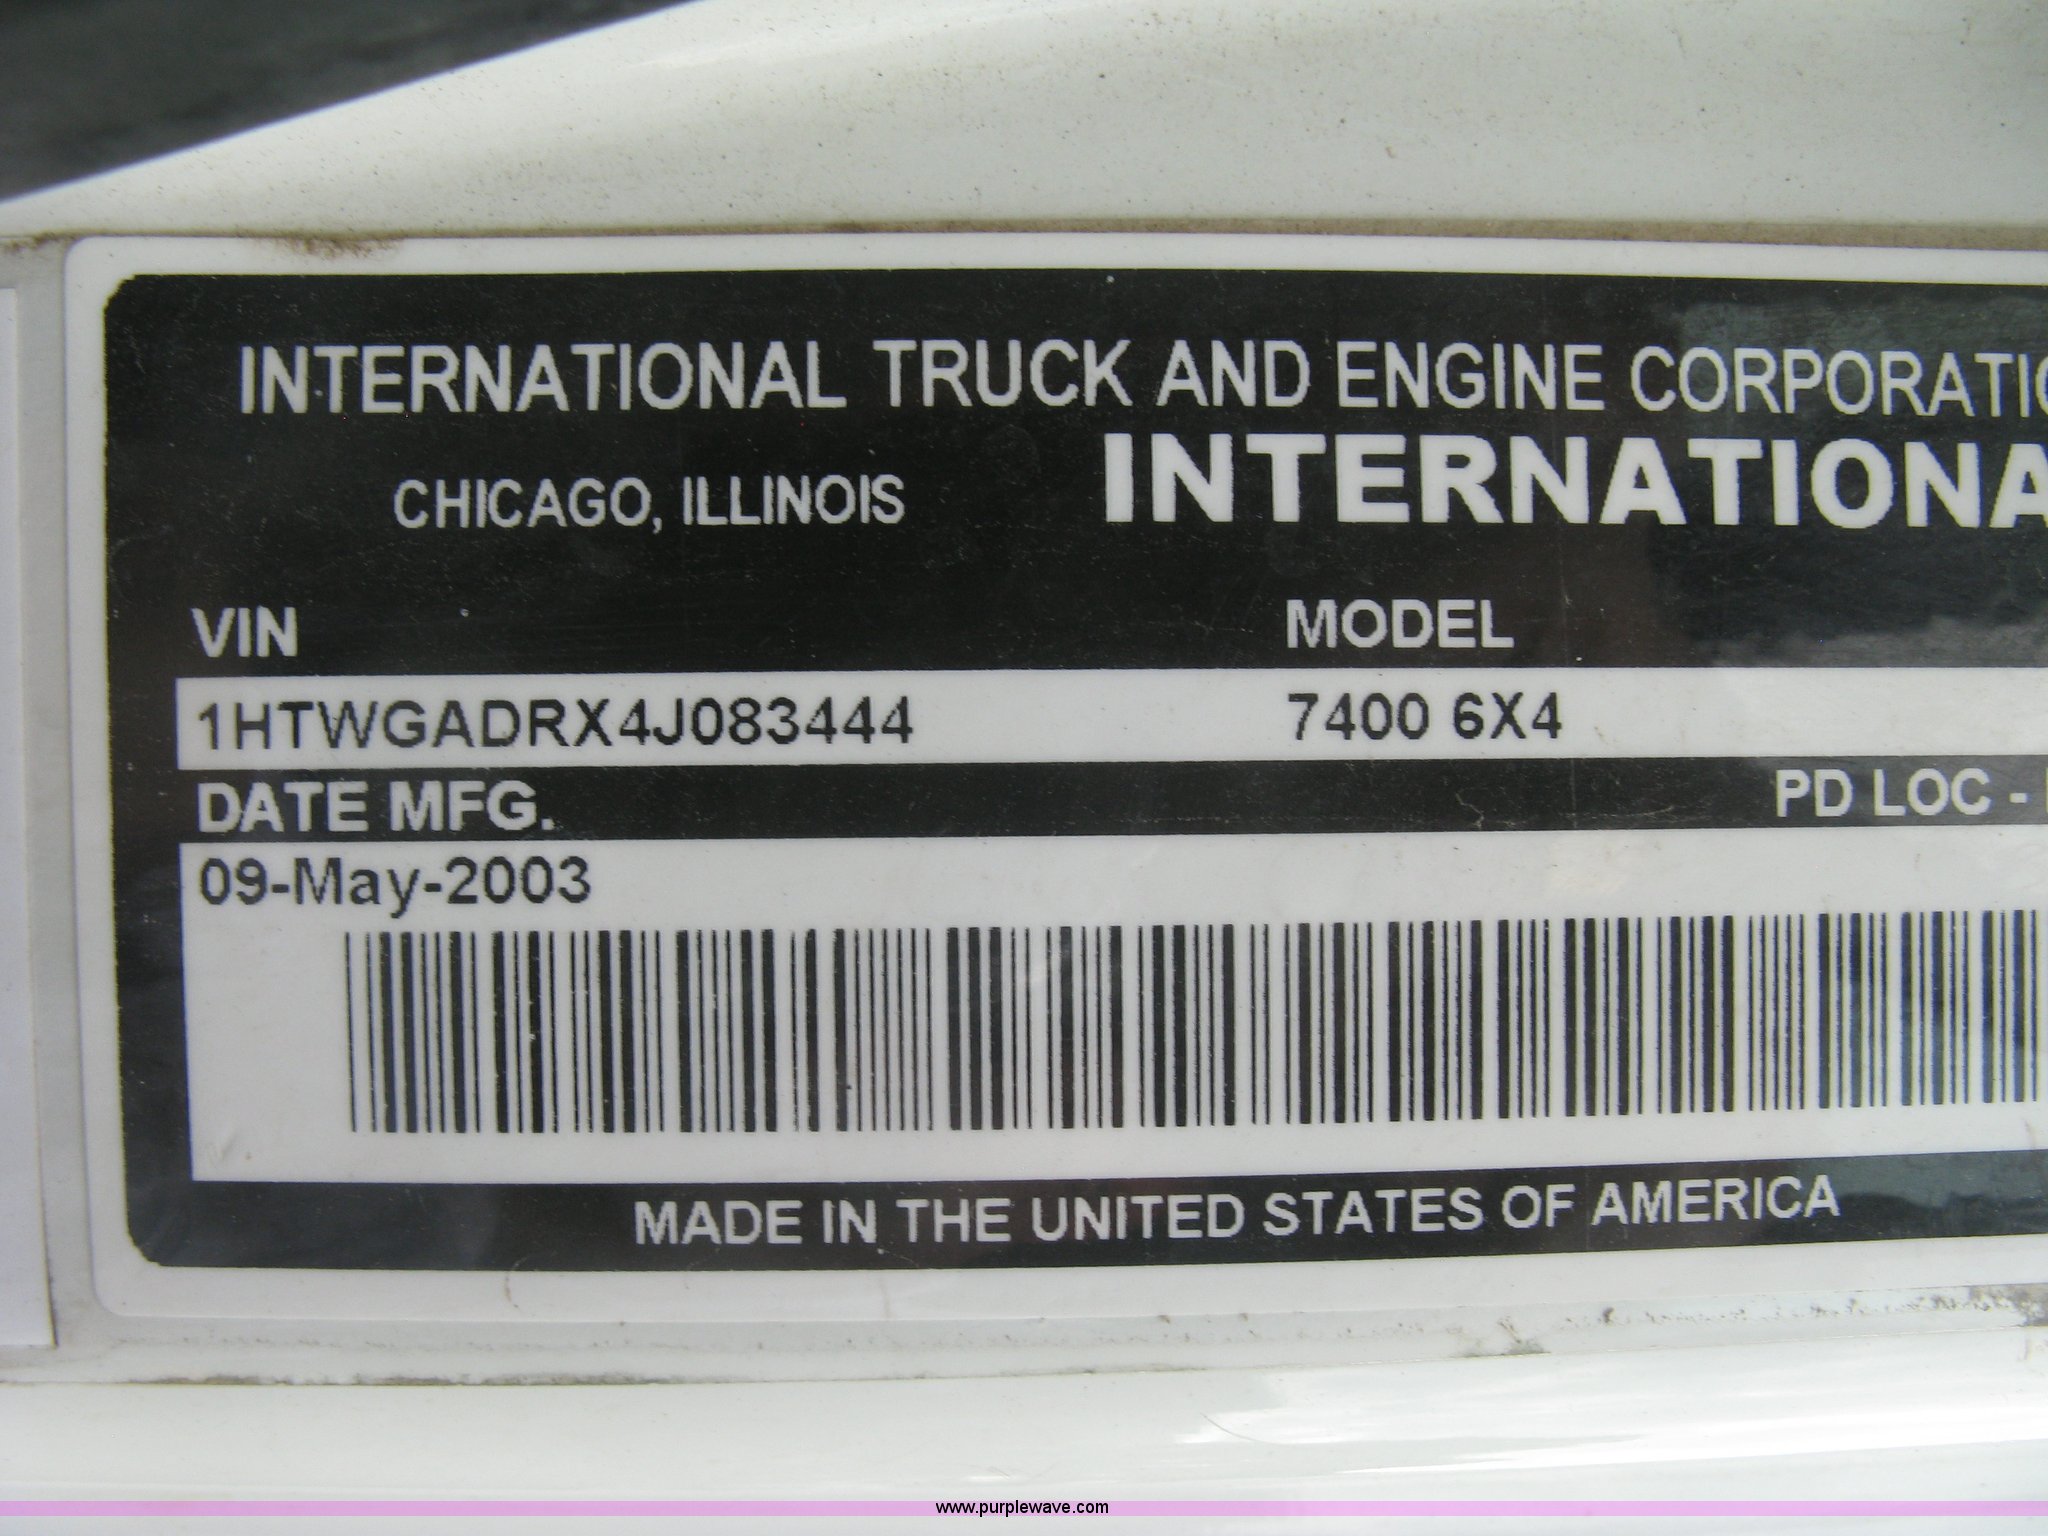 INTERNATIONAL TRUCK AND ENGINE CORPORATIO
CHICAGO, ILLINOIS
INTERNATIONA
VIN MODEL
1HTWGADRX4J083444 7400 6X4
DATE MFG. PD LOC -
09-May-2003
MADE IN THE UNITED STATES OF AMERICA
www.purplewave.com